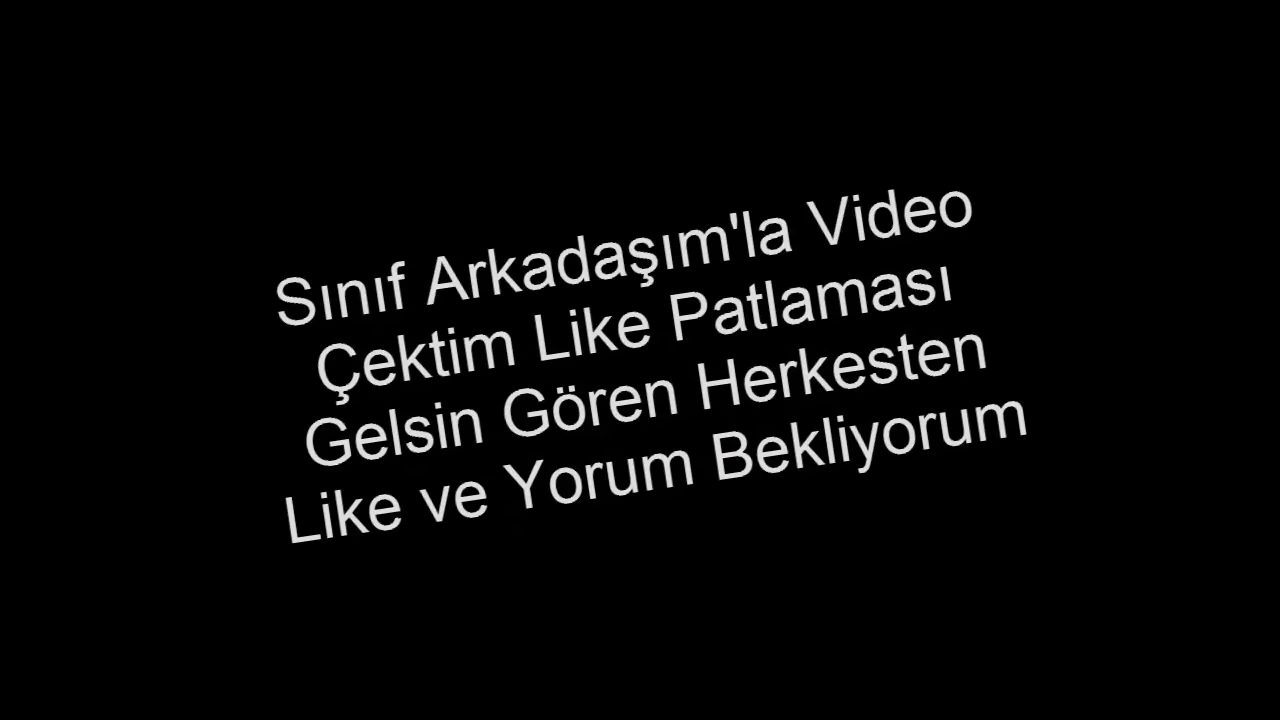 Sınıf Arkadaşım'la Video
Çektim Like Patlaması
Gelsin Gören Herkesten
Like ve Yorum Bekliyorum